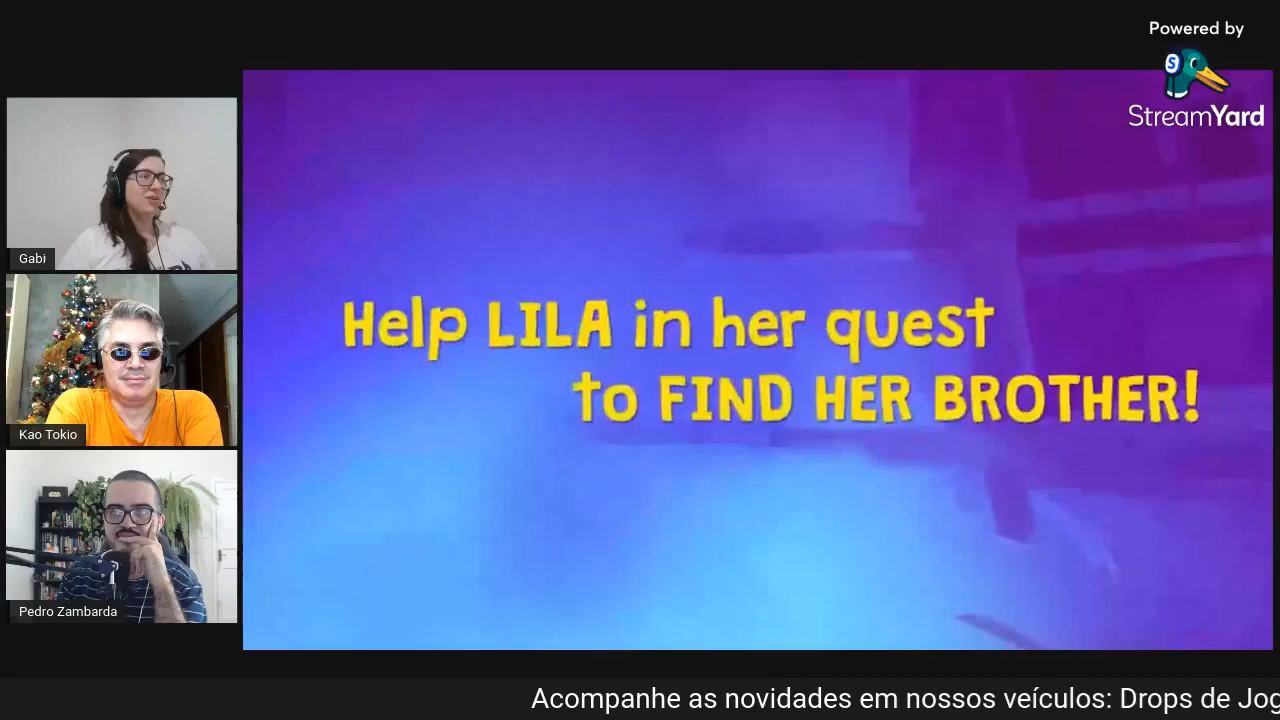 Powered by
StreamYard
Gabi
Kao Tokio
Pedro Zambarda
Help LILA in her quest
to FIND HER BROTHER!
Acompanhe as novidades em nossos veículos: Drops de Jog